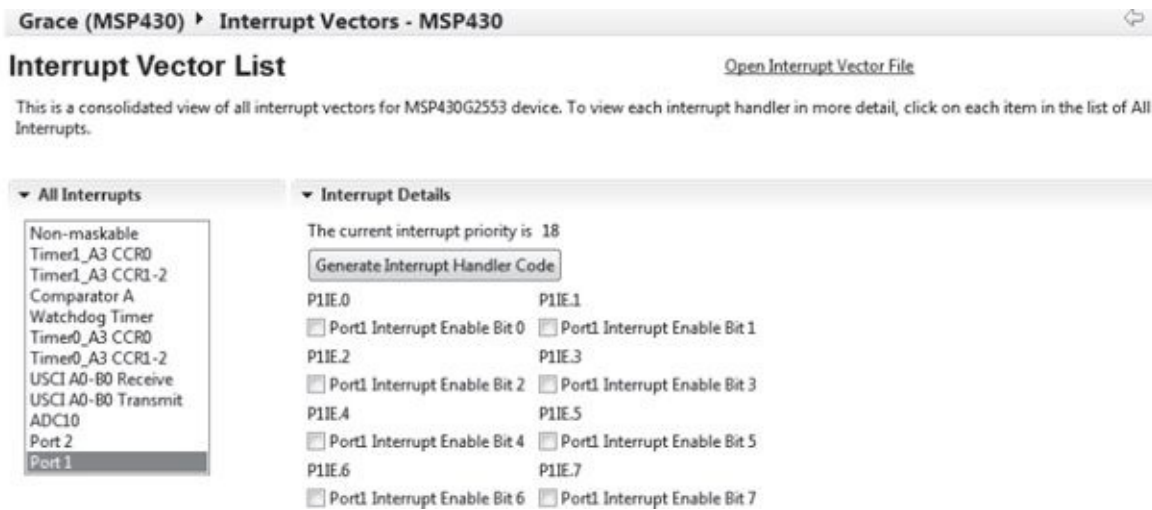 Grace (MSP430) ▸ Interrupt Vectors - MSP430
Interrupt Vector List
Open Interrupt Vector File
This is a consolidated view of all interrupt vectors for MSP430G2553 device. To view each interrupt handler in more detail, click on each item in the list of All
Interrupts.
All Interrupts
Non-maskable
Timer1_A3 CCR0
Timer1_A3 CCR1-2
Comparator A
Watchdog Timer
Timer0_A3 CCR0
Timer0_A3 CCR1-2
USCI A0-B0 Receive
USCI A0-B0 Transmit
ADC10
Port 2
Port 1
Interrupt Details
The current interrupt priority is 18
Generate Interrupt Handler Code
P1IE.0 P1IE.1
Port1 Interrupt Enable Bit 0 Port1 Interrupt Enable Bit 1
P1IE.2 P1IE.3
Port1 Interrupt Enable Bit 2 Port1 Interrupt Enable Bit 3
P1IE.4 P1IE.5
Port1 Interrupt Enable Bit 4 Port1 Interrupt Enable Bit 5
P1IE.6 P1IE.7
Port1 Interrupt Enable Bit 6 Port1 Interrupt Enable Bit 7